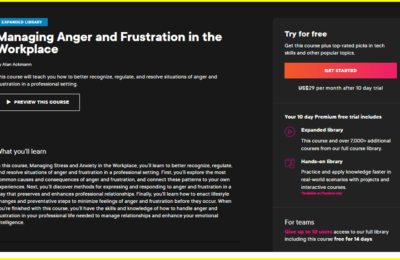 EXPANDED LIBRARY
Managing Anger and Frustration in the
Workplace
by Alan
This course will teach you how to better recognize, regulate, and resolve situations of anger and
frustration in a professional setting.
PREVIEW THIS COURSE
What you'll learn
In this course, Managing Stress and Anxiety in the Workplace, you'll learn to better recognize, regulate,
and resolve situations of anger and frustration in a professional setting. First, you'll explore the most
common causes and consequences of anger and frustration, and connect these patterns to your own
experiences. Next, you'll discover methods for expressing and responding to anger and frustration in a
way that preserves and enhances professional relationships. Finally, you'll learn how to enact lifestyle
changes and preventative steps to minimize feelings of anger and frustration before they occur. When
you're finished with this course, you'll have the skills and knowledge of how to handle anger and
frustration in your professional life needed to manage relationships and enhance your emotional
intelligence.
Try for free
Get this course plus top-rated picks in tech
skills and other popular topics.
GET STARTED
US$29 per month after 10 day trial
Your 10 day Premium free trial includes
Expanded library
This course and over 7,000+ additional
courses from our full course library.
Hands-on library
Practice and apply knowledge faster in
real-world scenarios with projects and
interactive courses.
*Available on Premium only
For teams
Give up to 10 users access to our full library
including this course free for 14 days